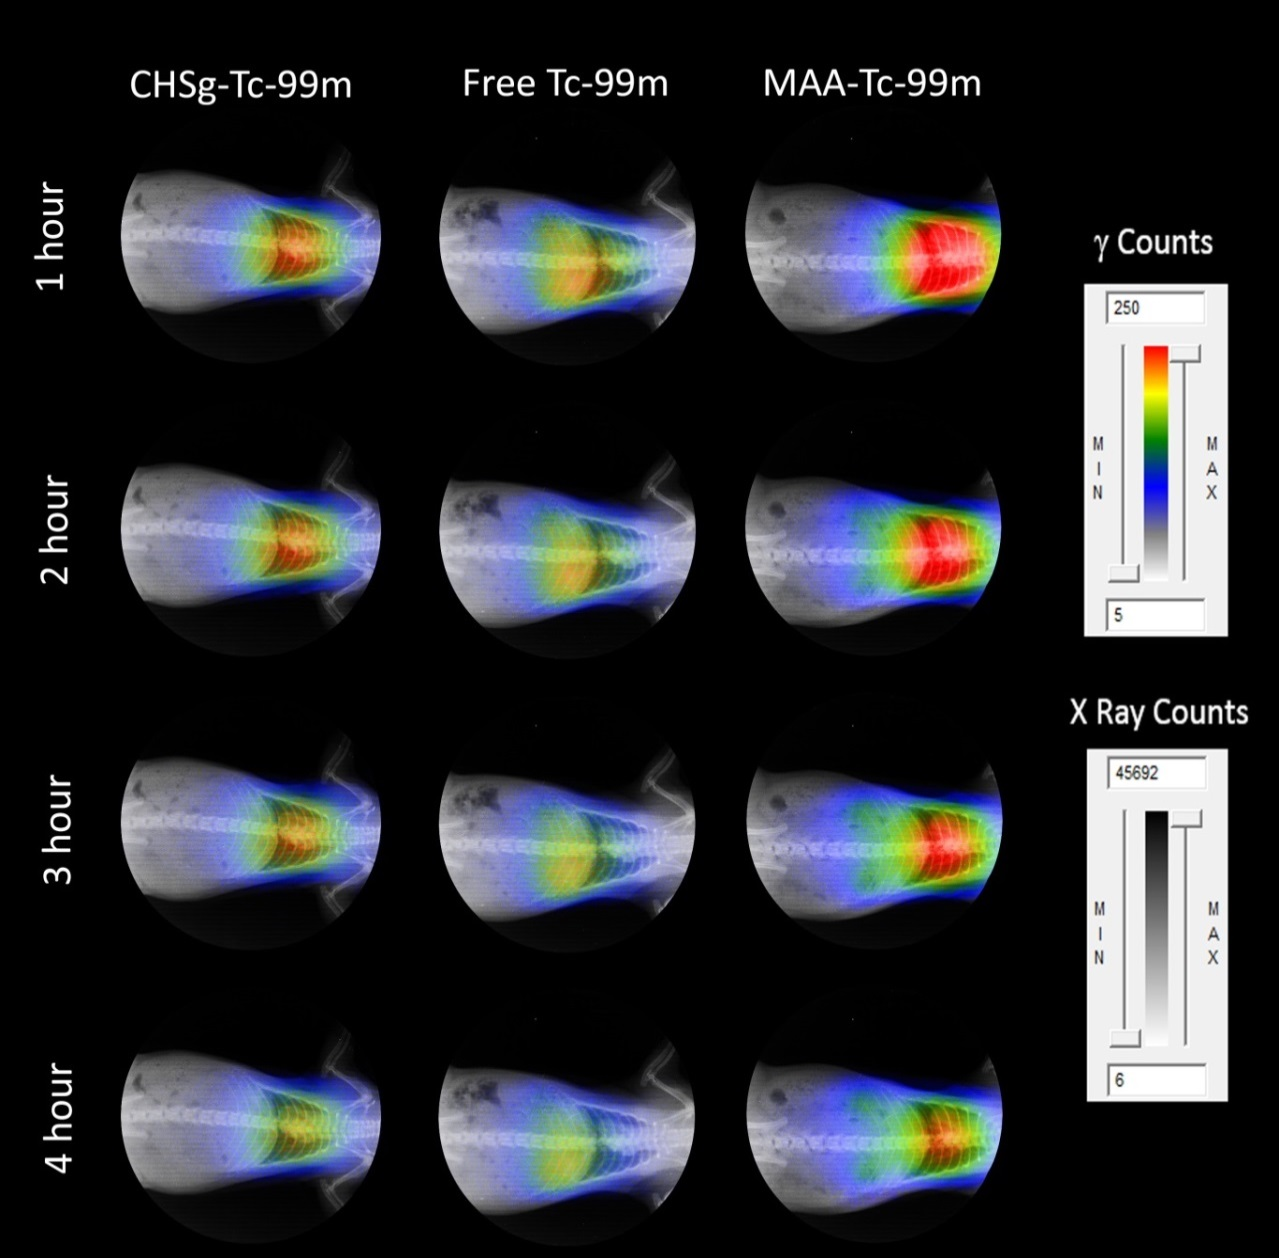 CHSg-Tc-99m Free Tc-99m MAA-Tc-99m
1 hour
2 hour
3 hour
4 hour
γ Counts
250
MIN MAX
5
X Ray Counts
45692
MIN MAX
6